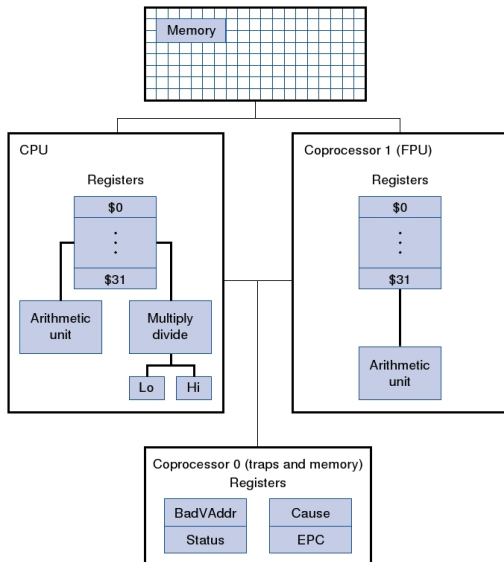 Memory
CPU
Registers
$0
$31
Arithmetic
unit
Multiply
divide
Lo
Hi
Coprocessor 1 (FPU)
Registers
$0
$31
Arithmetic
unit
Coprocessor 0 (traps and memory)
Registers
BadVAddr
Cause
Status
EPC